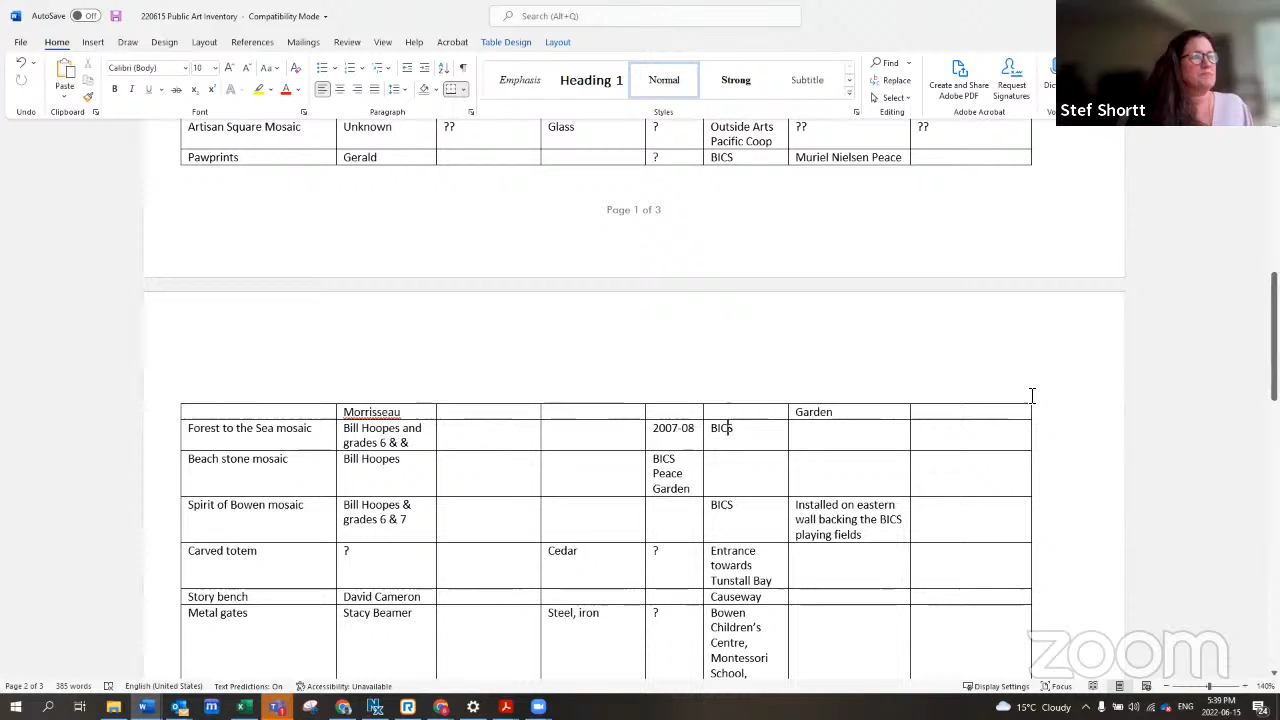 AutoSave Off 220615 Public Art Inventory - Compatibility Mode Search (Alt+Q)
File Home Insert Draw Design Layout References Mailings Review View Help Acrobat Table Design Layout
Calibri (Body) 10
Paste
Emphasis Heading 1 Normal Strong Subtitle
Find
Replace
Select
Create and Share
Adobe PDF
Request
Signatures
Undo Clipboard Font Paragraph Styles Editing Adobe Acrobat
Stef Shortt
Artisan Square Mosaic Unknown ?? Glass ? Outside Arts ?? ??
Pacific Coop
Pawprints Gerald ? BICS Muriel Nielsen Peace
Page 1 of 3
Morrisseau Garden
Forest to the Sea mosaic Bill Hoopes and 2007-08 BICS
grades 6 & &
Beach stone mosaic Bill Hoopes BICS
Peace
Garden
Spirit of Bowen mosaic Bill Hoopes & BICS Installed on eastern
grades 6 & 7 wall backing the BICS
playing fields
Carved totem ? Cedar ? Entrance
towards
Tunstall Bay
Story bench David Cameron Causeway
Metal gates Stacy Beamer Steel, iron ? Bowen
Children's
Centre,
Montessori
School,
zoom
Page 2 of 3 385 words English (United States) Text Predictions: On Accessibility: Unavailable Display Settings Focus 140%
15°C Cloudy 5:39 PM
2022-06-15 24